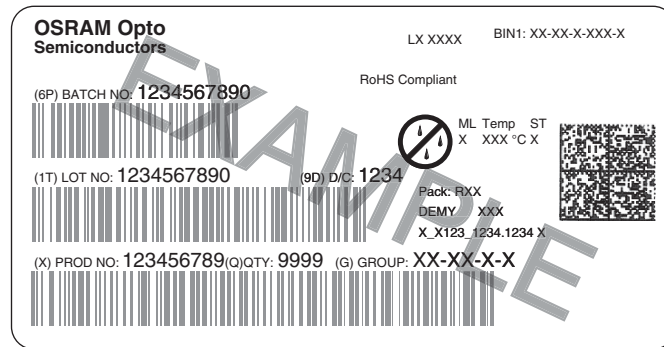 OSRAM Opto
Semiconductors
LX XXXX
BIN1: XX-XX-X-XXX-X
RoHS Compliant
(6P) BATCH NO: 1234567890
ML Temp ST
X XXX °C X
(1T) LOT NO: 1234567890
(9D) D/C: 1234
Pack: RXX
DEMY XXX
X_X123_1234.1234 X
(X) PROD NO: 123456789(Q)QTY: 9999 (G) GROUP: XX-XX-X-X
EXAMPLE